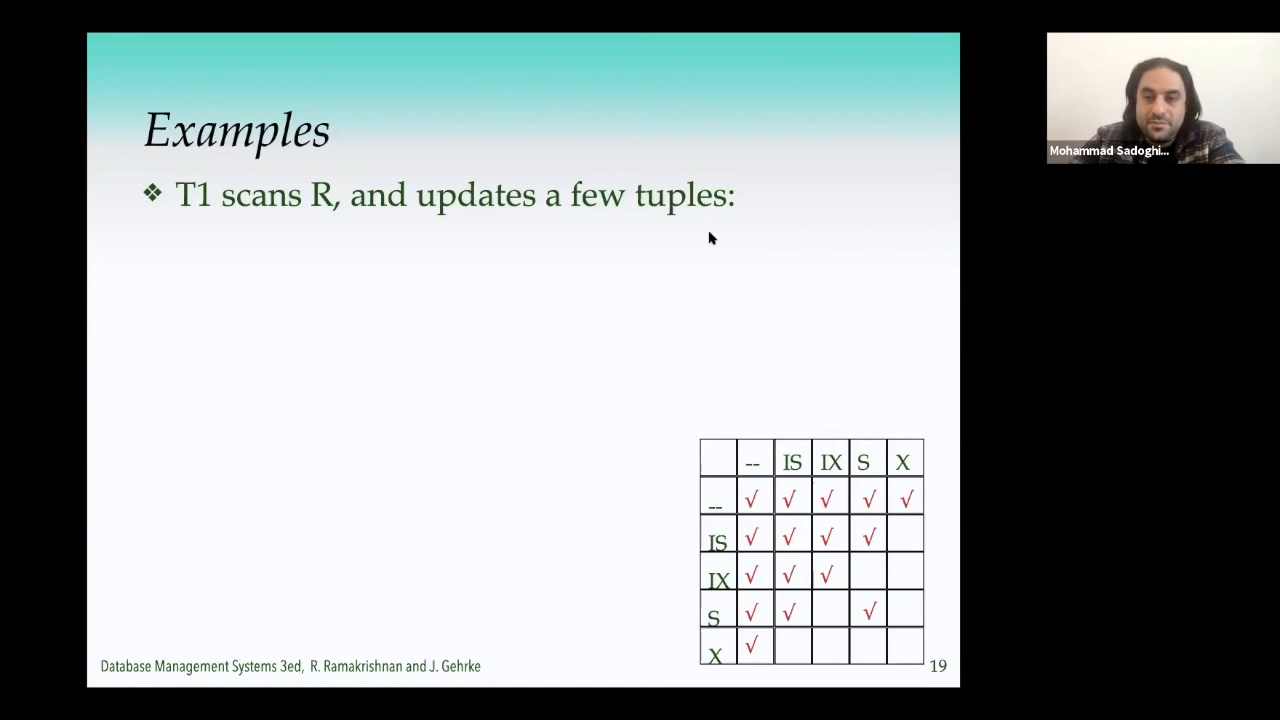 Examples
❖ T1 scans R, and updates a few tuples:
Mohammad Sadoghi...
-- IS IX S X
-- √ √ √ √ √
IS √ √ √ √
IX √ √ √
S √ √ √
X √
Database Management Systems 3ed, R. Ramakrishnan and J. Gehrke
19